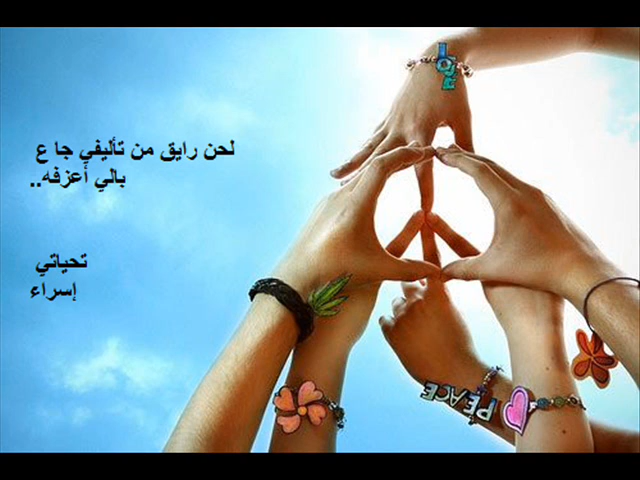 لحن رايق من تأليفي جا ع
بالي أعزفه..
تحياتي
إسراء
love
PEACE